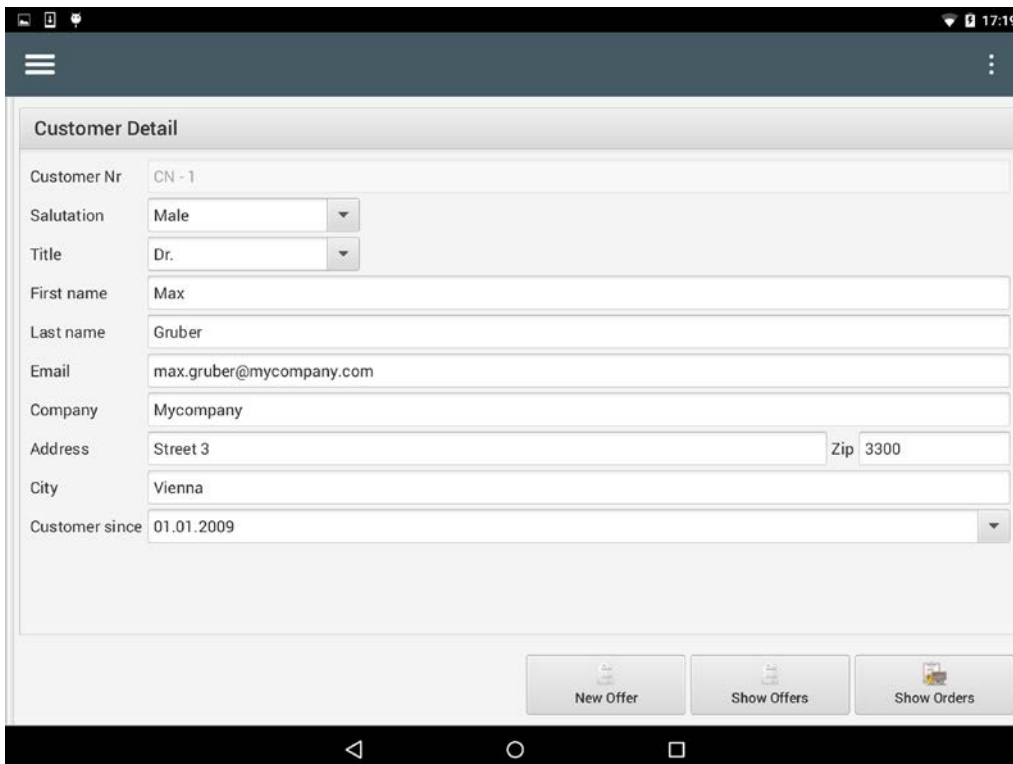 17:19
Customer Detail
Customer Nr CN - 1
Salutation Male
Title Dr.
First name Max
Last name Gruber
Email max.gruber@mycompany.com
Company Mycompany
Address Street 3 Zip 3300
City Vienna
Customer since 01.01.2009
New Offer Show Offers Show Orders